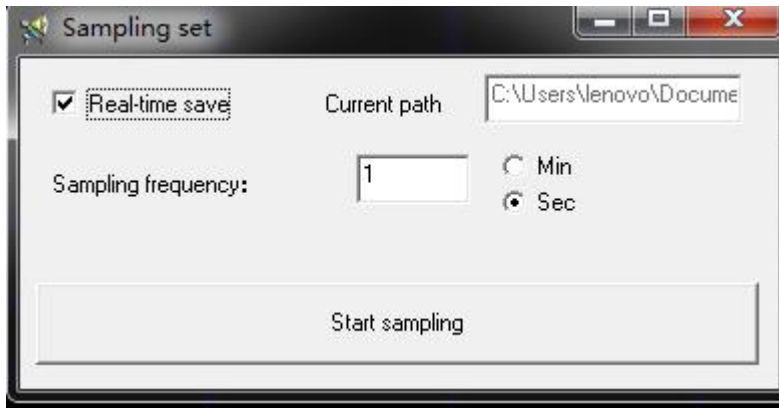 Sampling set
Real-time save
Current path
C:\Users\lenovo\Docume
Sampling frequency:
1
Min
Sec
Start sampling